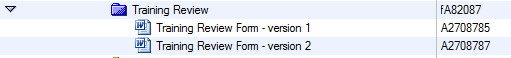 Training Review fA82087
Training Review Form - version 1 A2708785
Training Review Form - version 2 A2708787